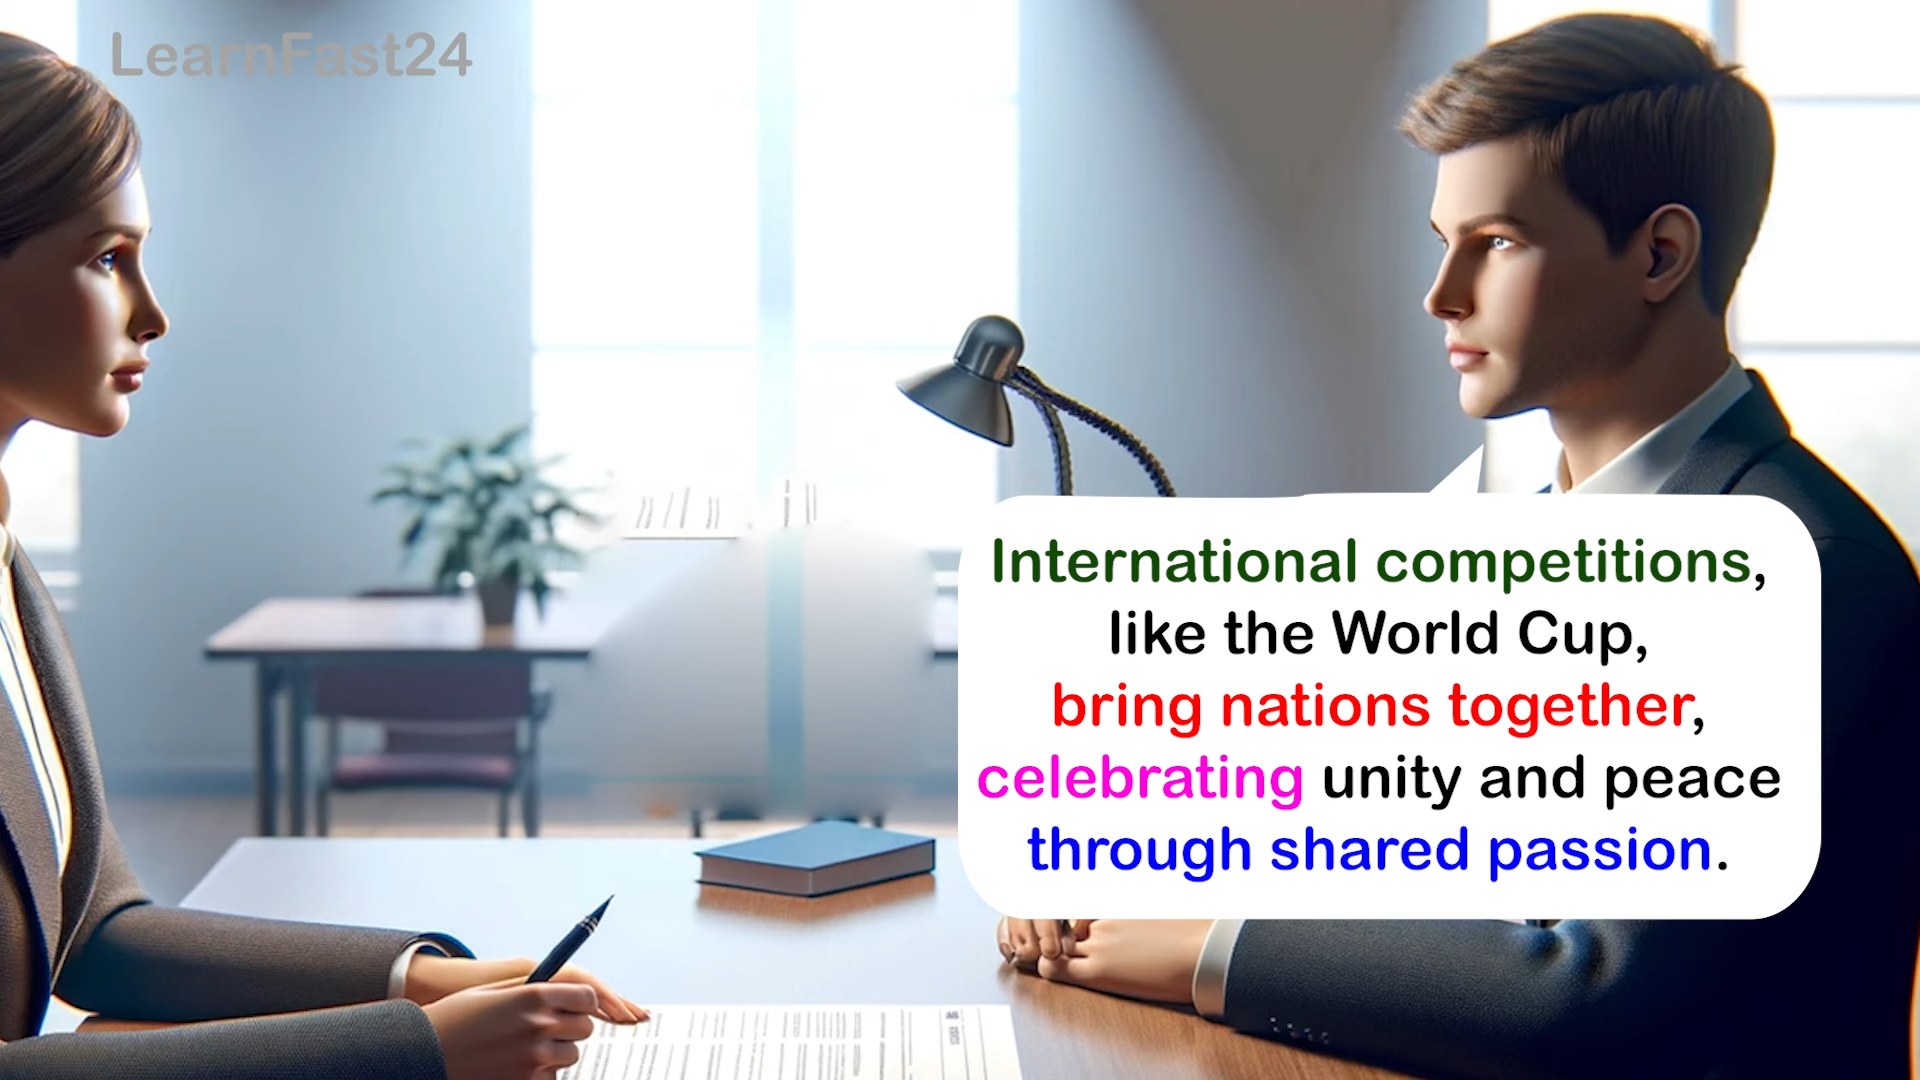 LearnFast24
International competitions,
like the World Cup,
bring nations together,
celebrating unity and peace
through shared passion.